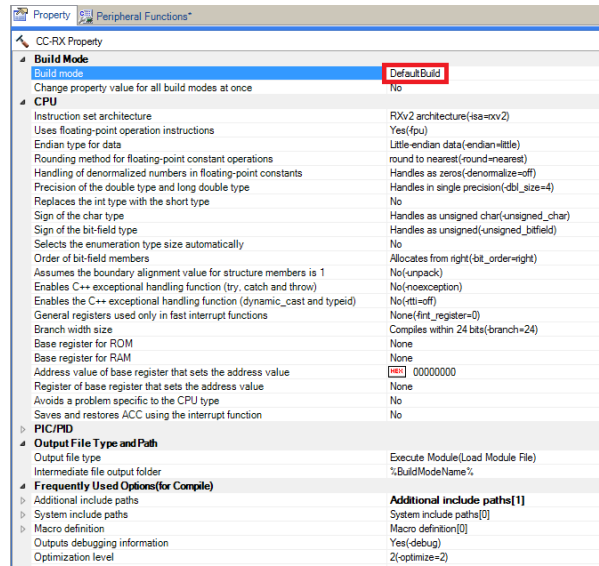 Property Peripheral Functions*
CC-RX Property
Build Mode
Build mode DefaultBuild
Change property value for all build modes at once No
CPU
Instruction set architecture RXv2 architecture(-isa=rxv2)
Uses floating-point operation instructions Yes(-fpu)
Endian type for data Little-endian data(-endian=little)
Rounding method for floating-point constant operations round to nearest(-round=nearest)
Handling of denormalized numbers in floating-point constants Handles as zeros(-denormalize=off)
Precision of the double type and long double type Handles in single precision(-dbl_size=4)
Replaces the int type with the short type No
Sign of the char type Handles as unsigned char(-unsigned_char)
Sign of the bit-field type Handles as unsigned(-unsigned_bitfield)
Selects the enumeration type size automatically No
Order of bit-field members Allocates from right(-bit_order=right)
Assumes the boundary alignment value for structure members is 1 No(-unpack)
Enables C++ exceptional handling function (try, catch and throw) No(-noexception)
Enables the C++ exceptional handling function (dynamic_cast and typeid) No(-rtti=off)
General registers used only in fast interrupt functions None(-fint_register=0)
Branch width size Compiles within 24 bits(-branch=24)
Base register for ROM None
Base register for RAM None
Address value of base register that sets the address value HEX 00000000
Register of base register that sets the address value None
Avoids a problem specific to the CPU type No
Saves and restores ACC using the interrupt function No
PIC/PID
Output File Type and Path
Output file type Execute Module(Load Module File)
Intermediate file output folder %BuildModeName%
Frequently Used Options(for Compile)
Additional include paths Additional include paths[1]
System include paths System include paths[0]
Macro definition Macro definition[0]
Outputs debugging information Yes(-debug)
Optimization level 2(-optimize=2)